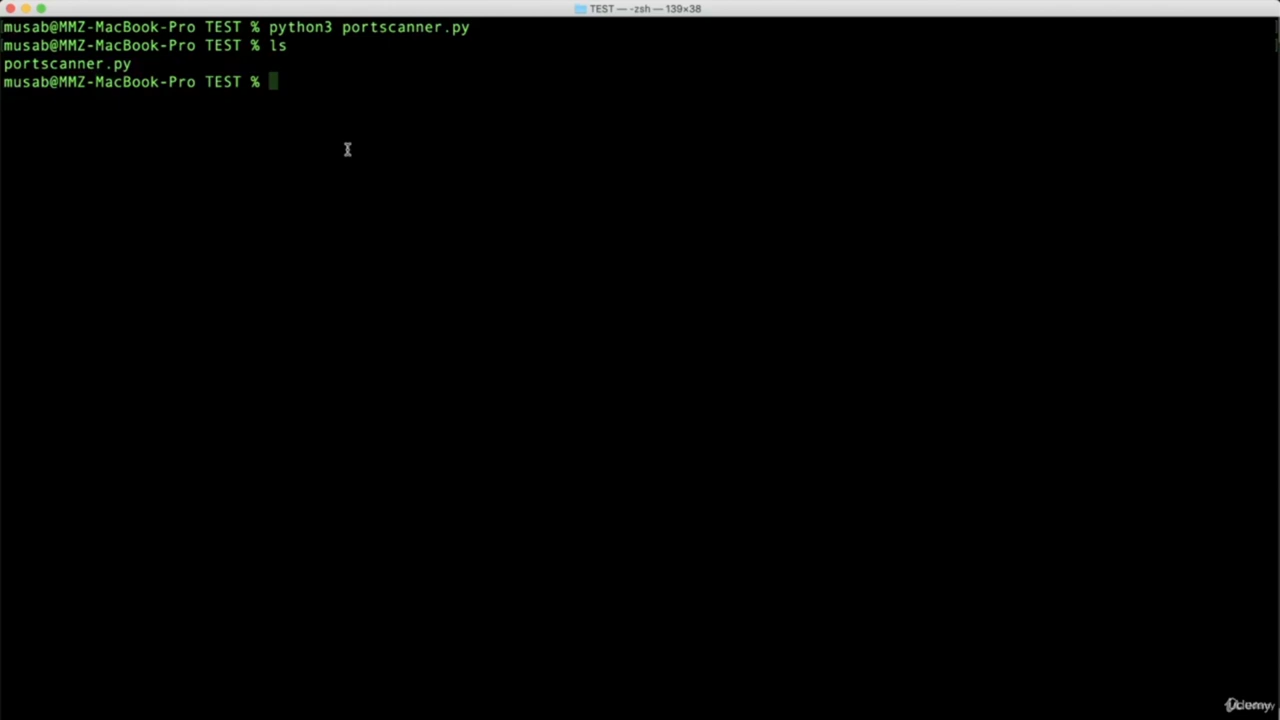 TEST — -zsh — 139×38
musab@MMZ-MacBook-Pro TEST % python3 portscanner.py
musab@MMZ-MacBook-Pro TEST % ls
portscanner.py
musab@MMZ-MacBook-Pro TEST %
Udemy